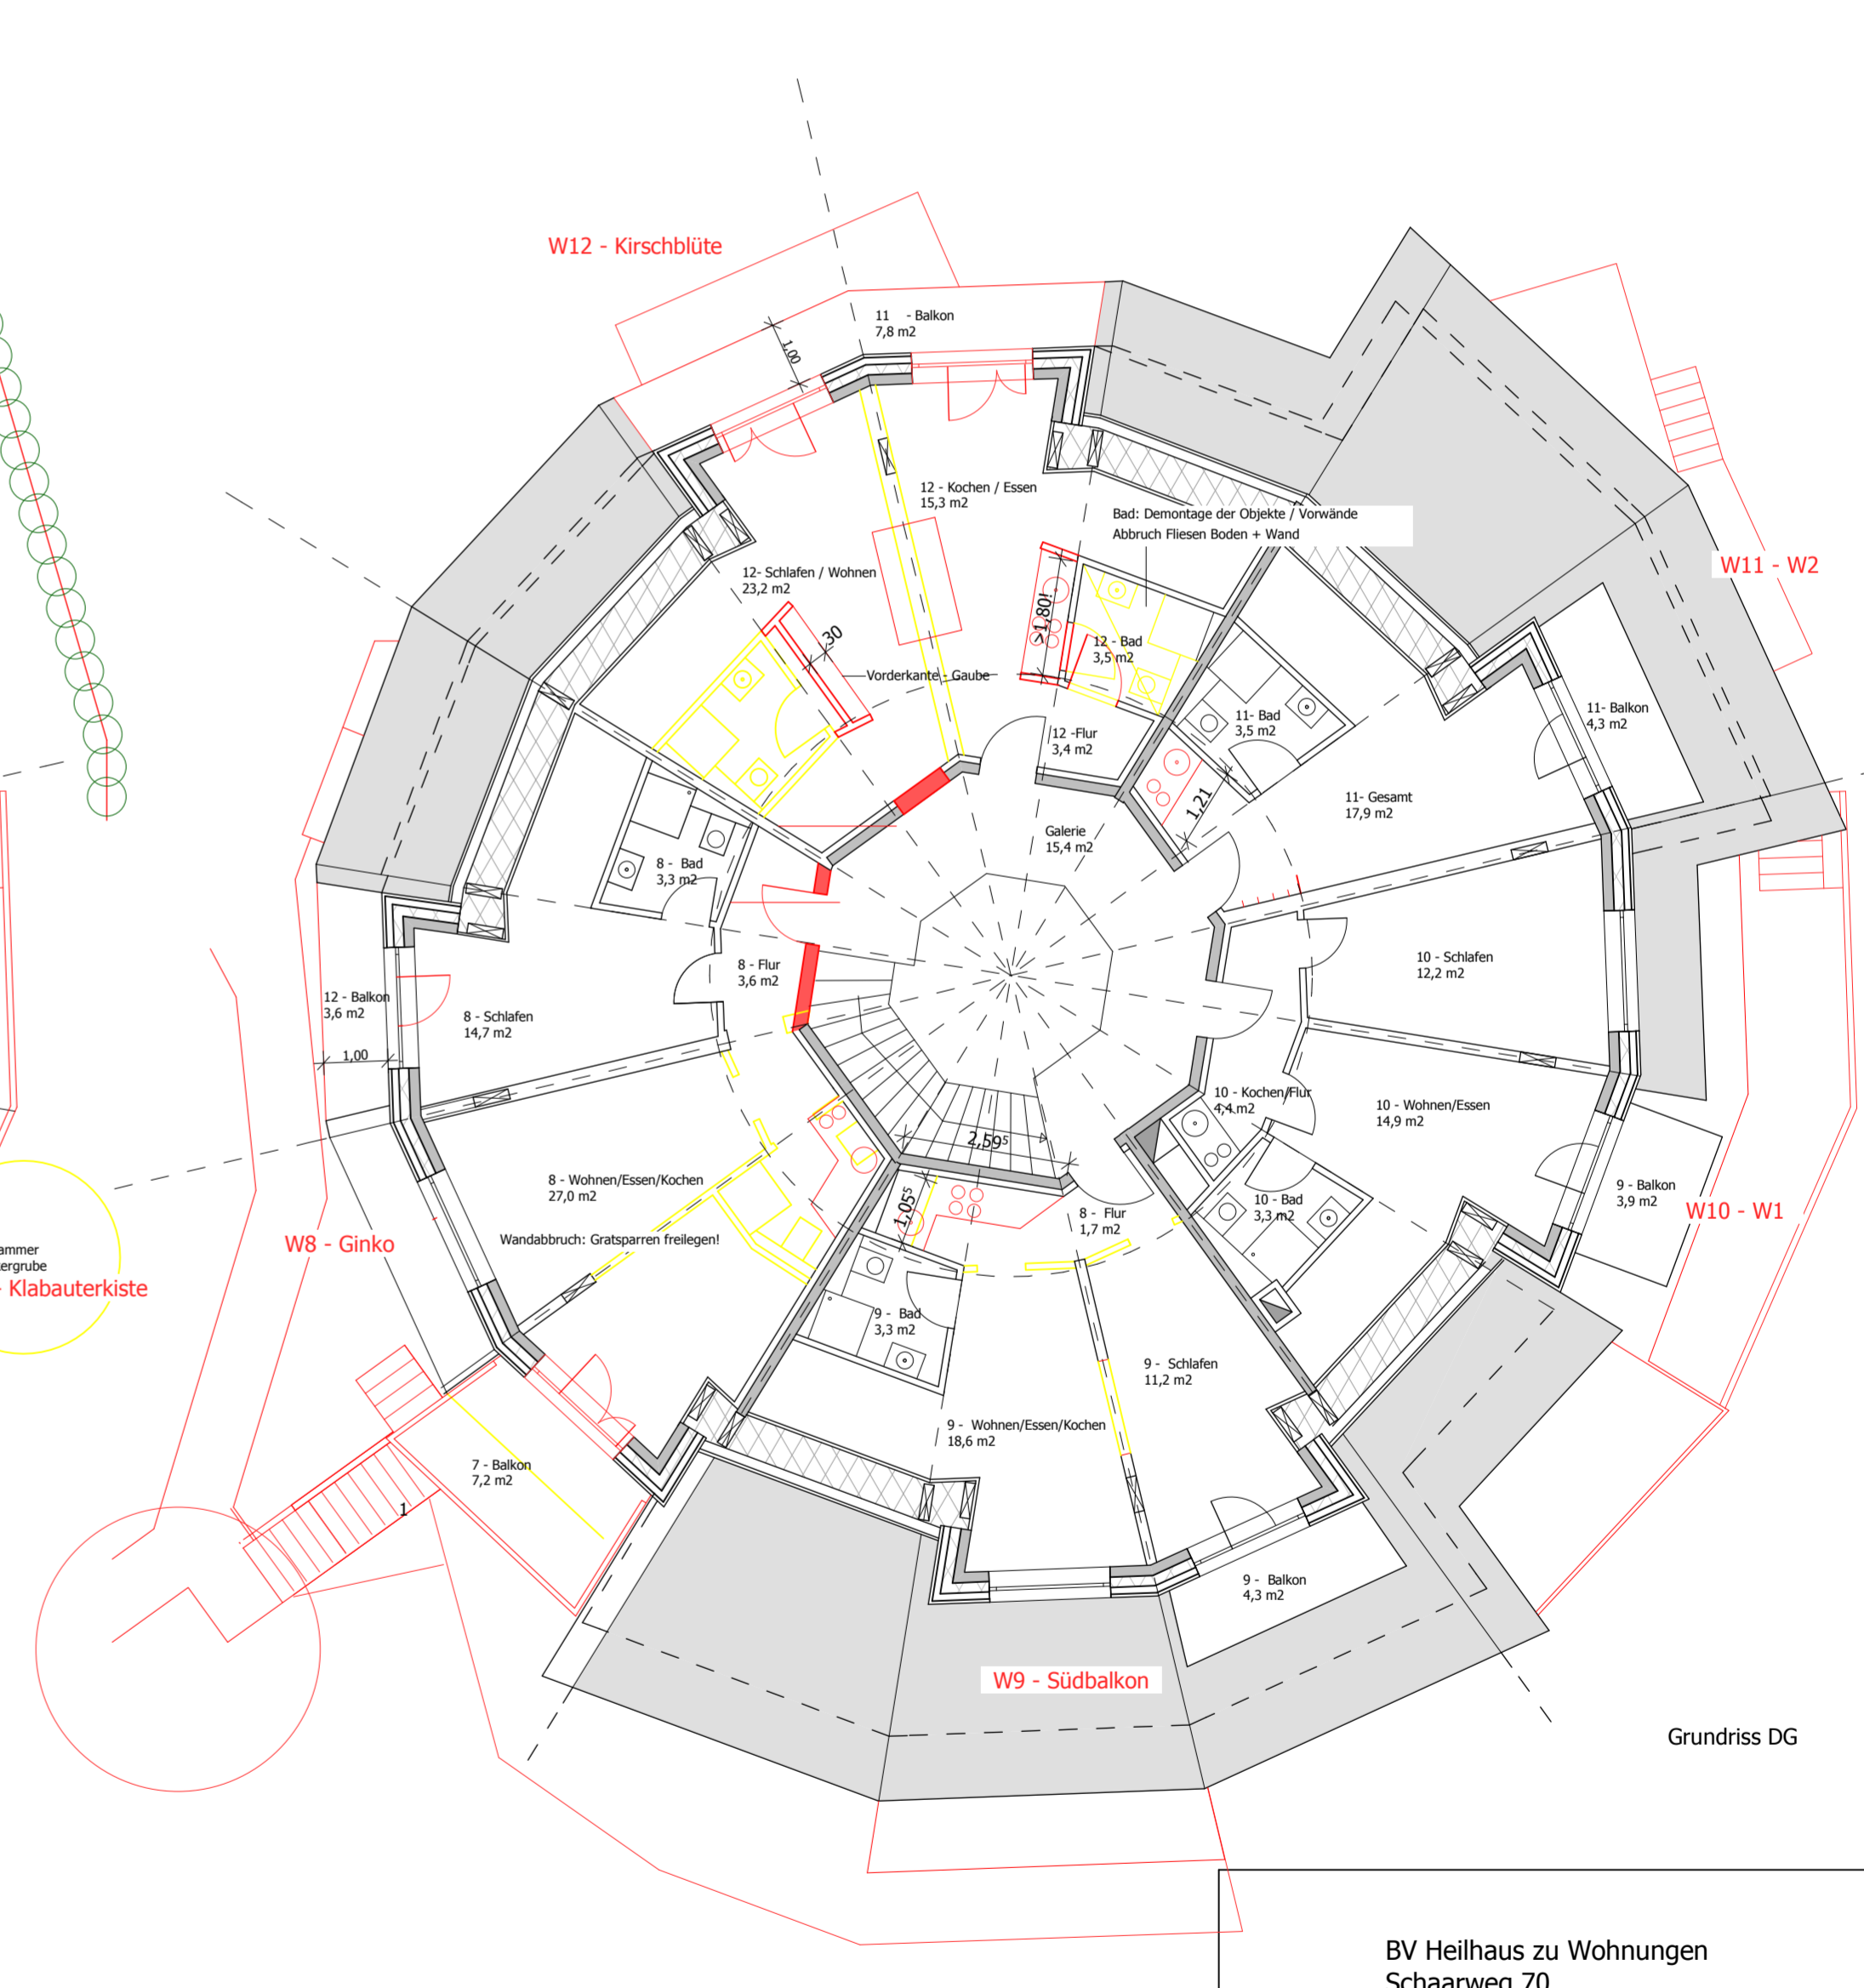 W12 - Kirschblüte
11 - Balkon
7,8 m2
1,00
12 - Kochen / Essen
15,3 m2
Bad: Demontage der Objekte / Vorwände
Abbruch Fliesen Boden + Wand
W11 - W2
12- Schlafen / Wohnen
23,2 m2
30
>1,80!
12 - Bad
3,5 m2
Vorderkante - Gaube
11- Bad
3,5 m2
11- Balkon
4,3 m2
12 -Flur
3,4 m2
11- Gesamt
17,9 m2
1,21
Galerie
15,4 m2
8 - Bad
3,3 m2
10 - Schlafen
12,2 m2
8 - Flur
3,6 m2
12 - Balkon
3,6 m2
8 - Schlafen
14,7 m2
1,00
10 - Kochen/Flur
4,4 m2
10 - Wohnen/Essen
14,9 m2
2,59⁵
8 - Wohnen/Essen/Kochen
27,0 m2
1,05⁵
10 - Bad
3,3 m2
9 - Balkon
3,9 m2
W10 - W1
8 - Flur
1,7 m2
Wandabbruch: Gratsparren freilegen!
W8 - Ginko
ammer
ergrube
- Klabauterkiste
9 - Bad
3,3 m2
9 - Schlafen
11,2 m2
9 - Wohnen/Essen/Kochen
18,6 m2
7 - Balkon
7,2 m2
1
9 - Balkon
4,3 m2
W9 - Südbalkon
Grundriss DG
BV Heilhaus zu Wohnungen
Schaarweg 70